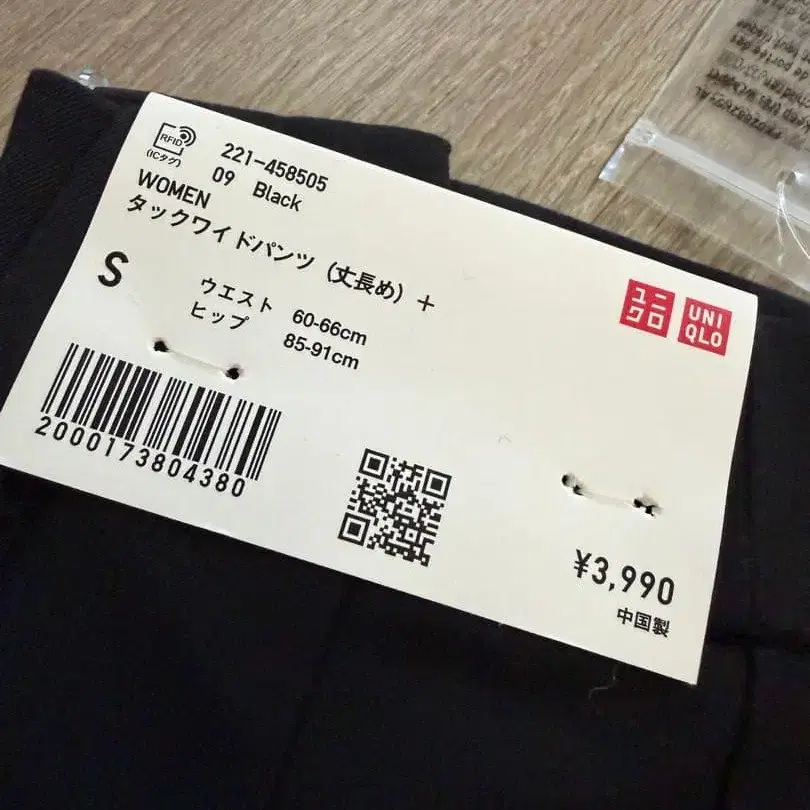 RFID
(ICタグ)
221-458505
09 Black
WOMEN
タックワイドパンツ (丈長め) +
S
ウエスト 60-66cm
ヒップ 85-91cm
2000173804380
ユニ
クロ
UNI
QLO
¥3,990
中国製